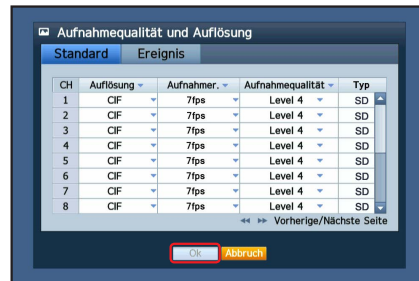 Aufnahmequalität und Auflösung
Standard Ereignis
CH Auflösung Aufnahmer. Aufnahmequalität Typ
1 CIF 7fps Level 4 SD
2 CIF 7fps Level 4 SD
3 CIF 7fps Level 4 SD
4 CIF 7fps Level 4 SD
5 CIF 7fps Level 4 SD
6 CIF 7fps Level 4 SD
7 CIF 7fps Level 4 SD
8 CIF 7fps Level 4 SD
Vorherige/Nächste Seite
Ok Abbruch